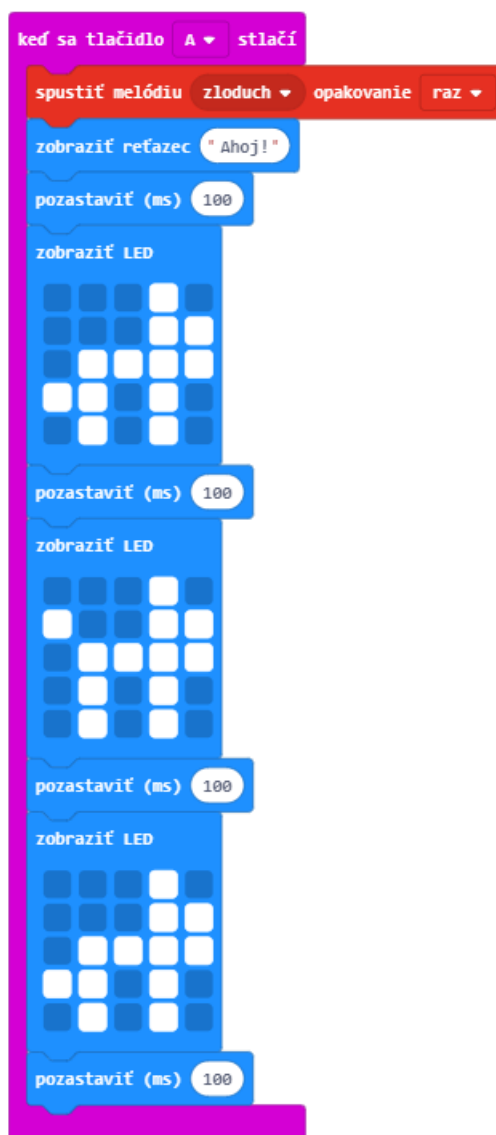 keď sa tlačidlo A stlačí
spustiť melódiu zloduch opakovanie raz
zobraziť reťazec "Ahoj!"
pozastaviť (ms) 100
zobraziť LED
pozastaviť (ms) 100
zobraziť LED
pozastaviť (ms) 100
zobraziť LED
pozastaviť (ms) 100